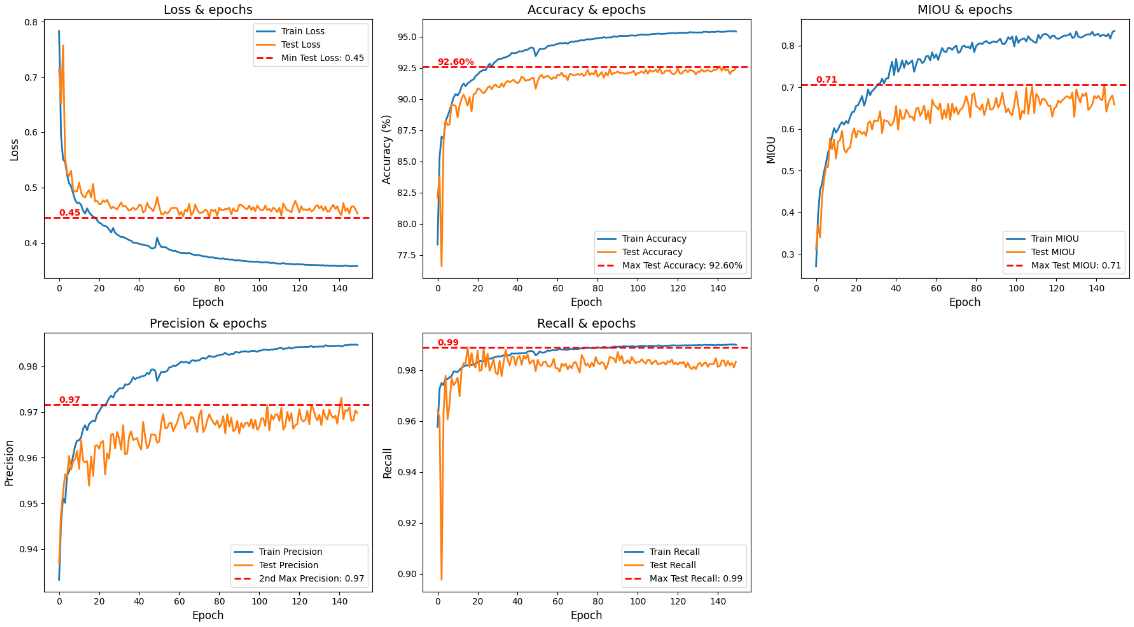 Loss & epochs
0.8
0.7
0.6
0.5
0.4
Loss
0.45
Train Loss
Test Loss
Min Test Loss: 0.45
0 20 40 60 80 100 120 140
Epoch
Accuracy & epochs
95.0
92.5
90.0
87.5
85.0
82.5
80.0
77.5
Accuracy (%)
92.60%
Train Accuracy
Test Accuracy
Max Test Accuracy: 92.60%
0 20 40 60 80 100 120 140
Epoch
MIOU & epochs
0.8
0.7
0.6
0.5
0.4
0.3
MIOU
0.71
Train MIOU
Test MIOU
Max Test MIOU: 0.71
0 20 40 60 80 100 120 140
Epoch
Precision & epochs
0.98
0.97
0.96
0.95
0.94
Precision
0.97
Train Precision
Test Precision
2nd Max Precision: 0.97
0 20 40 60 80 100 120 140
Epoch
Recall & epochs
0.98
0.96
0.94
0.92
0.90
Recall
0.99
Train Recall
Test Recall
Max Test Recall: 0.99
0 20 40 60 80 100 120 140
Epoch